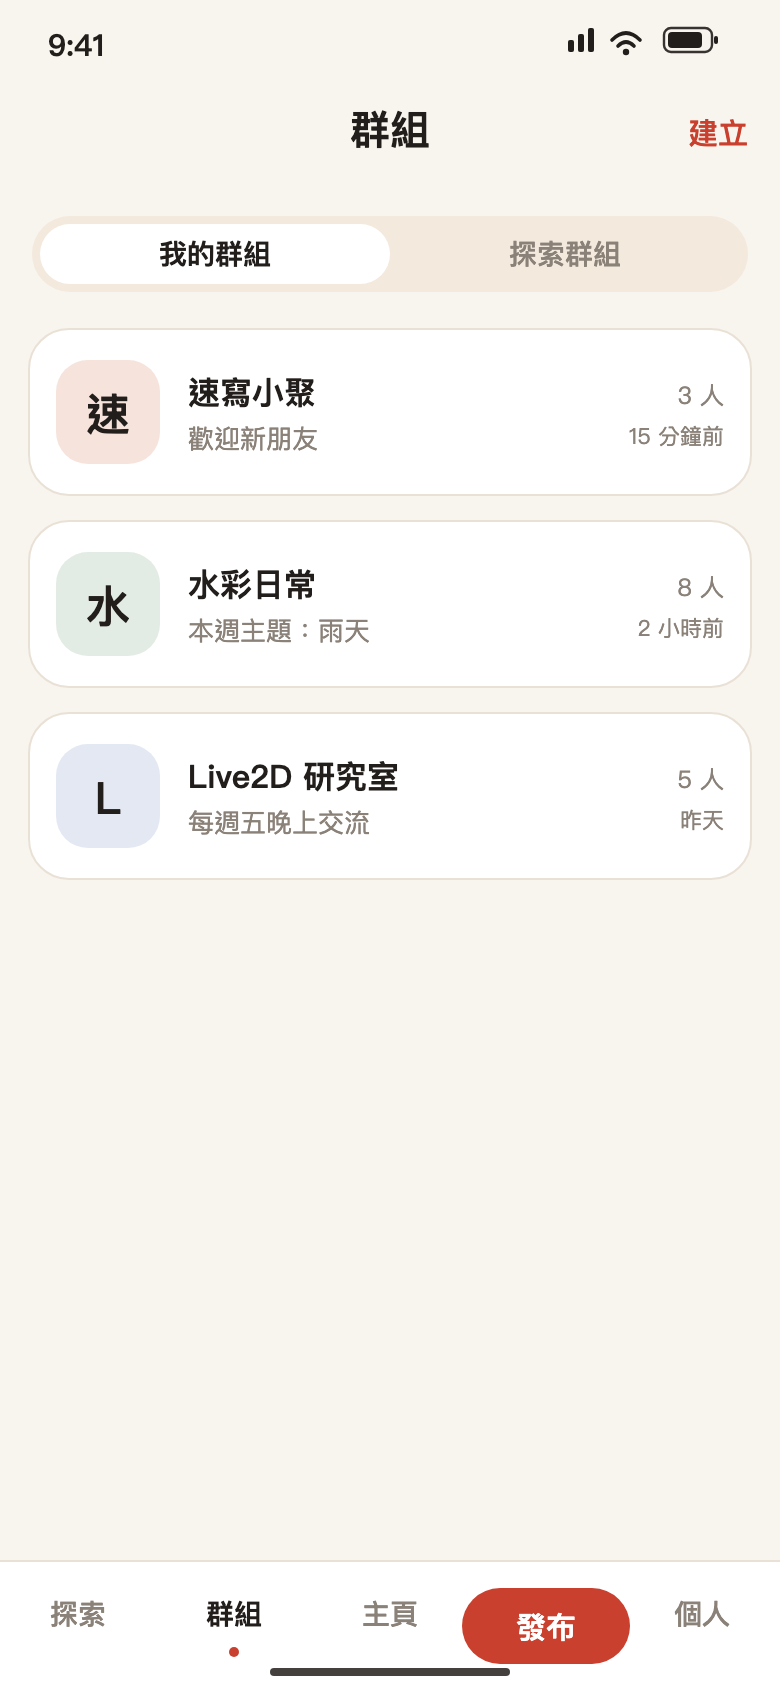 9:41
群組
建立
我的群組
探索群組
速
速寫小聚
3 人
歡迎新朋友
15 分鐘前
水
水彩日常
8 人
本週主題：雨天
2 小時前
L
Live2D 研究室
5 人
每週五晚上交流
昨天
探索
群組
主頁
發布
個人